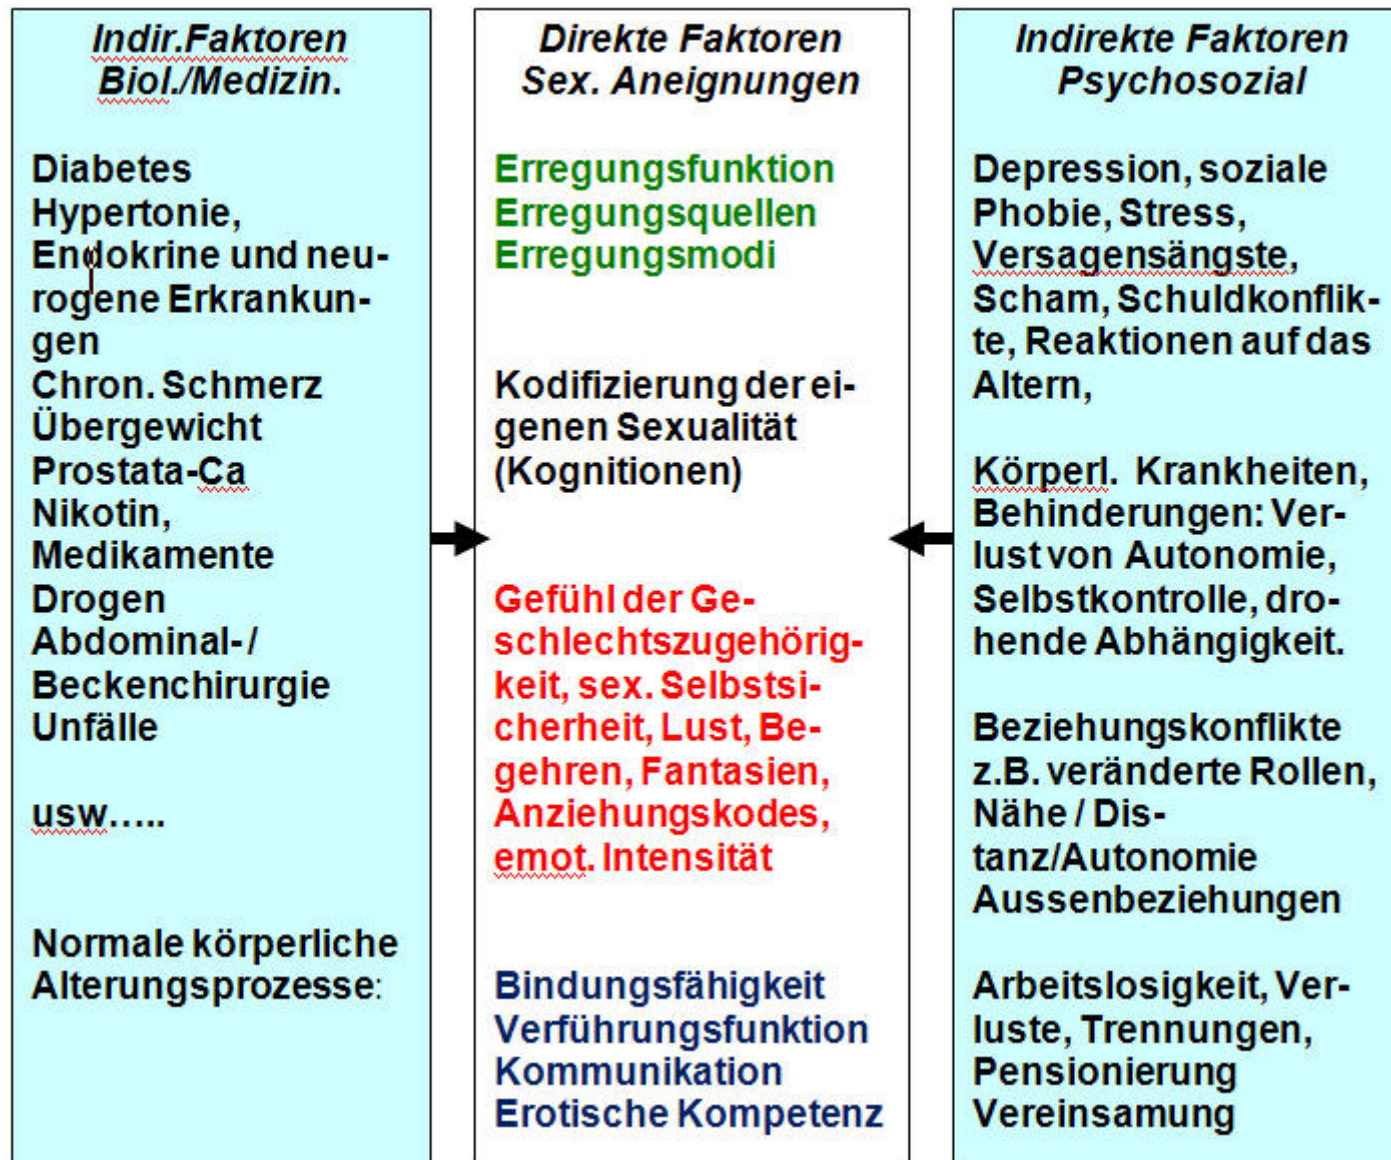 Indir.Faktoren
Biol./Medizin.
Diabetes
Hypertonie,
Endokrine und neu-
rogene Erkrankun-
gen
Chron. Schmerz
Übergewicht
Prostata-Ca
Nikotin,
Medikamente
Drogen
Abdominal- /
Beckenchirurgie
Unfälle
usw.....
Normale körperliche
Alterungsprozesse:
Direkte Faktoren
Sex. Aneignungen
Erregungsfunktion
Erregungsquellen
Erregungsmodi
Kodifizierung der ei-
genen Sexualität
(Kognitionen)
Gefühl der Ge-
schlechtszugehörig-
keit, sex. Selbstsi-
cherheit, Lust, Be-
gehren, Fantasien,
Anziehungskodes,
emot. Intensität
Bindungsfähigkeit
Verführungsfunktion
Kommunikation
Erotische Kompetenz
Indirekte Faktoren
Psychosozial
Depression, soziale
Phobie, Stress,
Versagensängste,
Scham, Schuldkonflik-
te, Reaktionen auf das
Altern,
Körperl. Krankheiten,
Behinderungen: Ver-
lust von Autonomie,
Selbstkontrolle, dro-
hende Abhängigkeit.
Beziehungskonflikte
z.B. veränderte Rollen,
Nähe / Dis-
tanz/Autonomie
Aussenbeziehungen
Arbeitslosigkeit, Ver-
luste, Trennungen,
Pensionierung
Vereinsamung